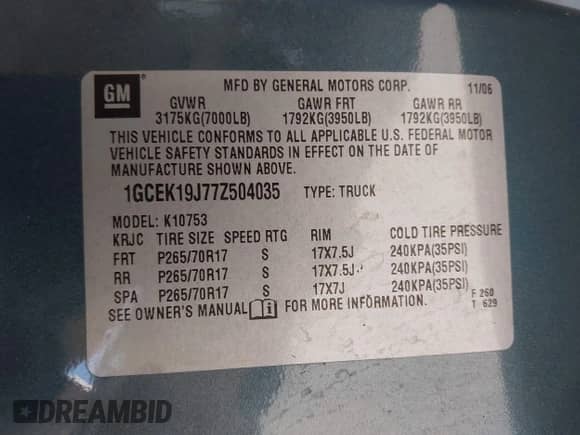 GM
MFD BY GENERAL MOTORS CORP. 11/06
GVWR GAWR FRT GAWR RR
3175KG(7000LB) 1792KG(3950LB) 1792KG(3950LB)
THIS VEHICLE CONFORMS TO ALL APPLICABLE U.S. FEDERAL MOTOR
VEHICLE SAFETY STANDARDS IN EFFECT ON THE DATE OF
MANUFACTURE SHOWN ABOVE.
1GCEK19J77Z504035 TYPE: TRUCK
MODEL: K10753
KRJC TIRE SIZE SPEED RTG RIM COLD TIRE PRESSURE
FRT P265/70R17 S 17X7.5J 240KPA(35PSI)
RR P265/70R17 S 17X7.5J 240KPA(35PSI)
SPA P265/70R17 S 17X7J 240KPA(35PSI)
SEE OWNER'S MANUAL i FOR MORE INFORMATION.
F 260
T 629
DREAMBID